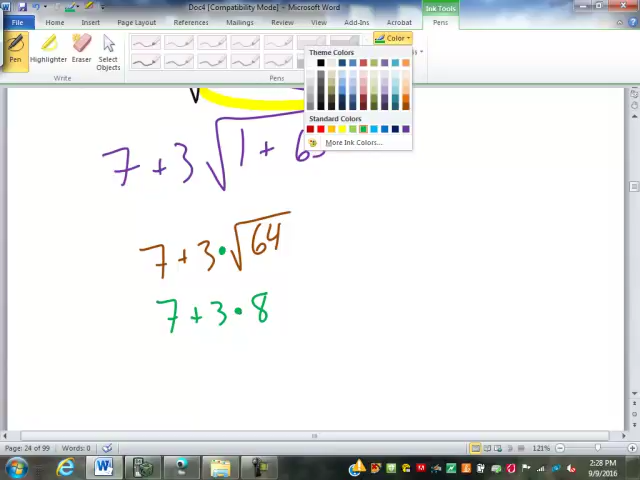 Doc4 [Compatibility Mode] - Microsoft Word
Ink Tools
File Home Insert Page Layout References Mailings Review View Add-Ins Acrobat Pens
Pen Highlighter Eraser Select Objects
Color
Write
Pens
Theme Colors
Standard Colors
More Ink Colors...
7 + 3 √1 + 63
7 + 3 • √64
7 + 3 • 8
Page: 24 of 99 Words: 0 121%
2:28 PM
9/9/2016